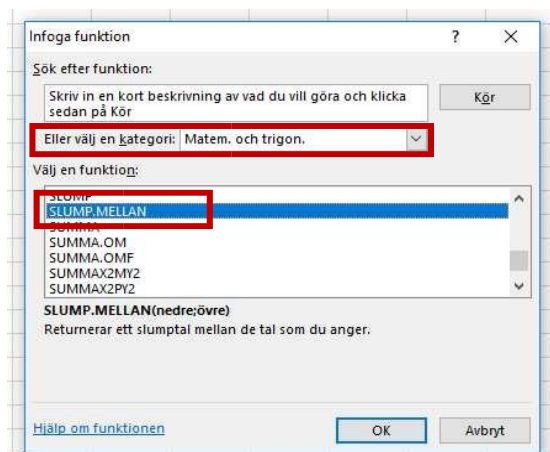 Infoga funktion ? ×
Sök efter funktion:
Skriv in en kort beskrivning av vad du vill göra och klicka
sedan på Kör
Kör
Eller välj en kategori: Matem. och trigon.
Välj en funktion:
SLUMP
SLUMP.MELLAN
SUMMA
SUMMA.OM
SUMMA.OMF
SUMMAX2MY2
SUMMAX2PY2
SLUMP.MELLAN(nedre;övre)
Returnerar ett slumptal mellan de tal som du anger.
Hjälp om funktionen
OK
Avbryt